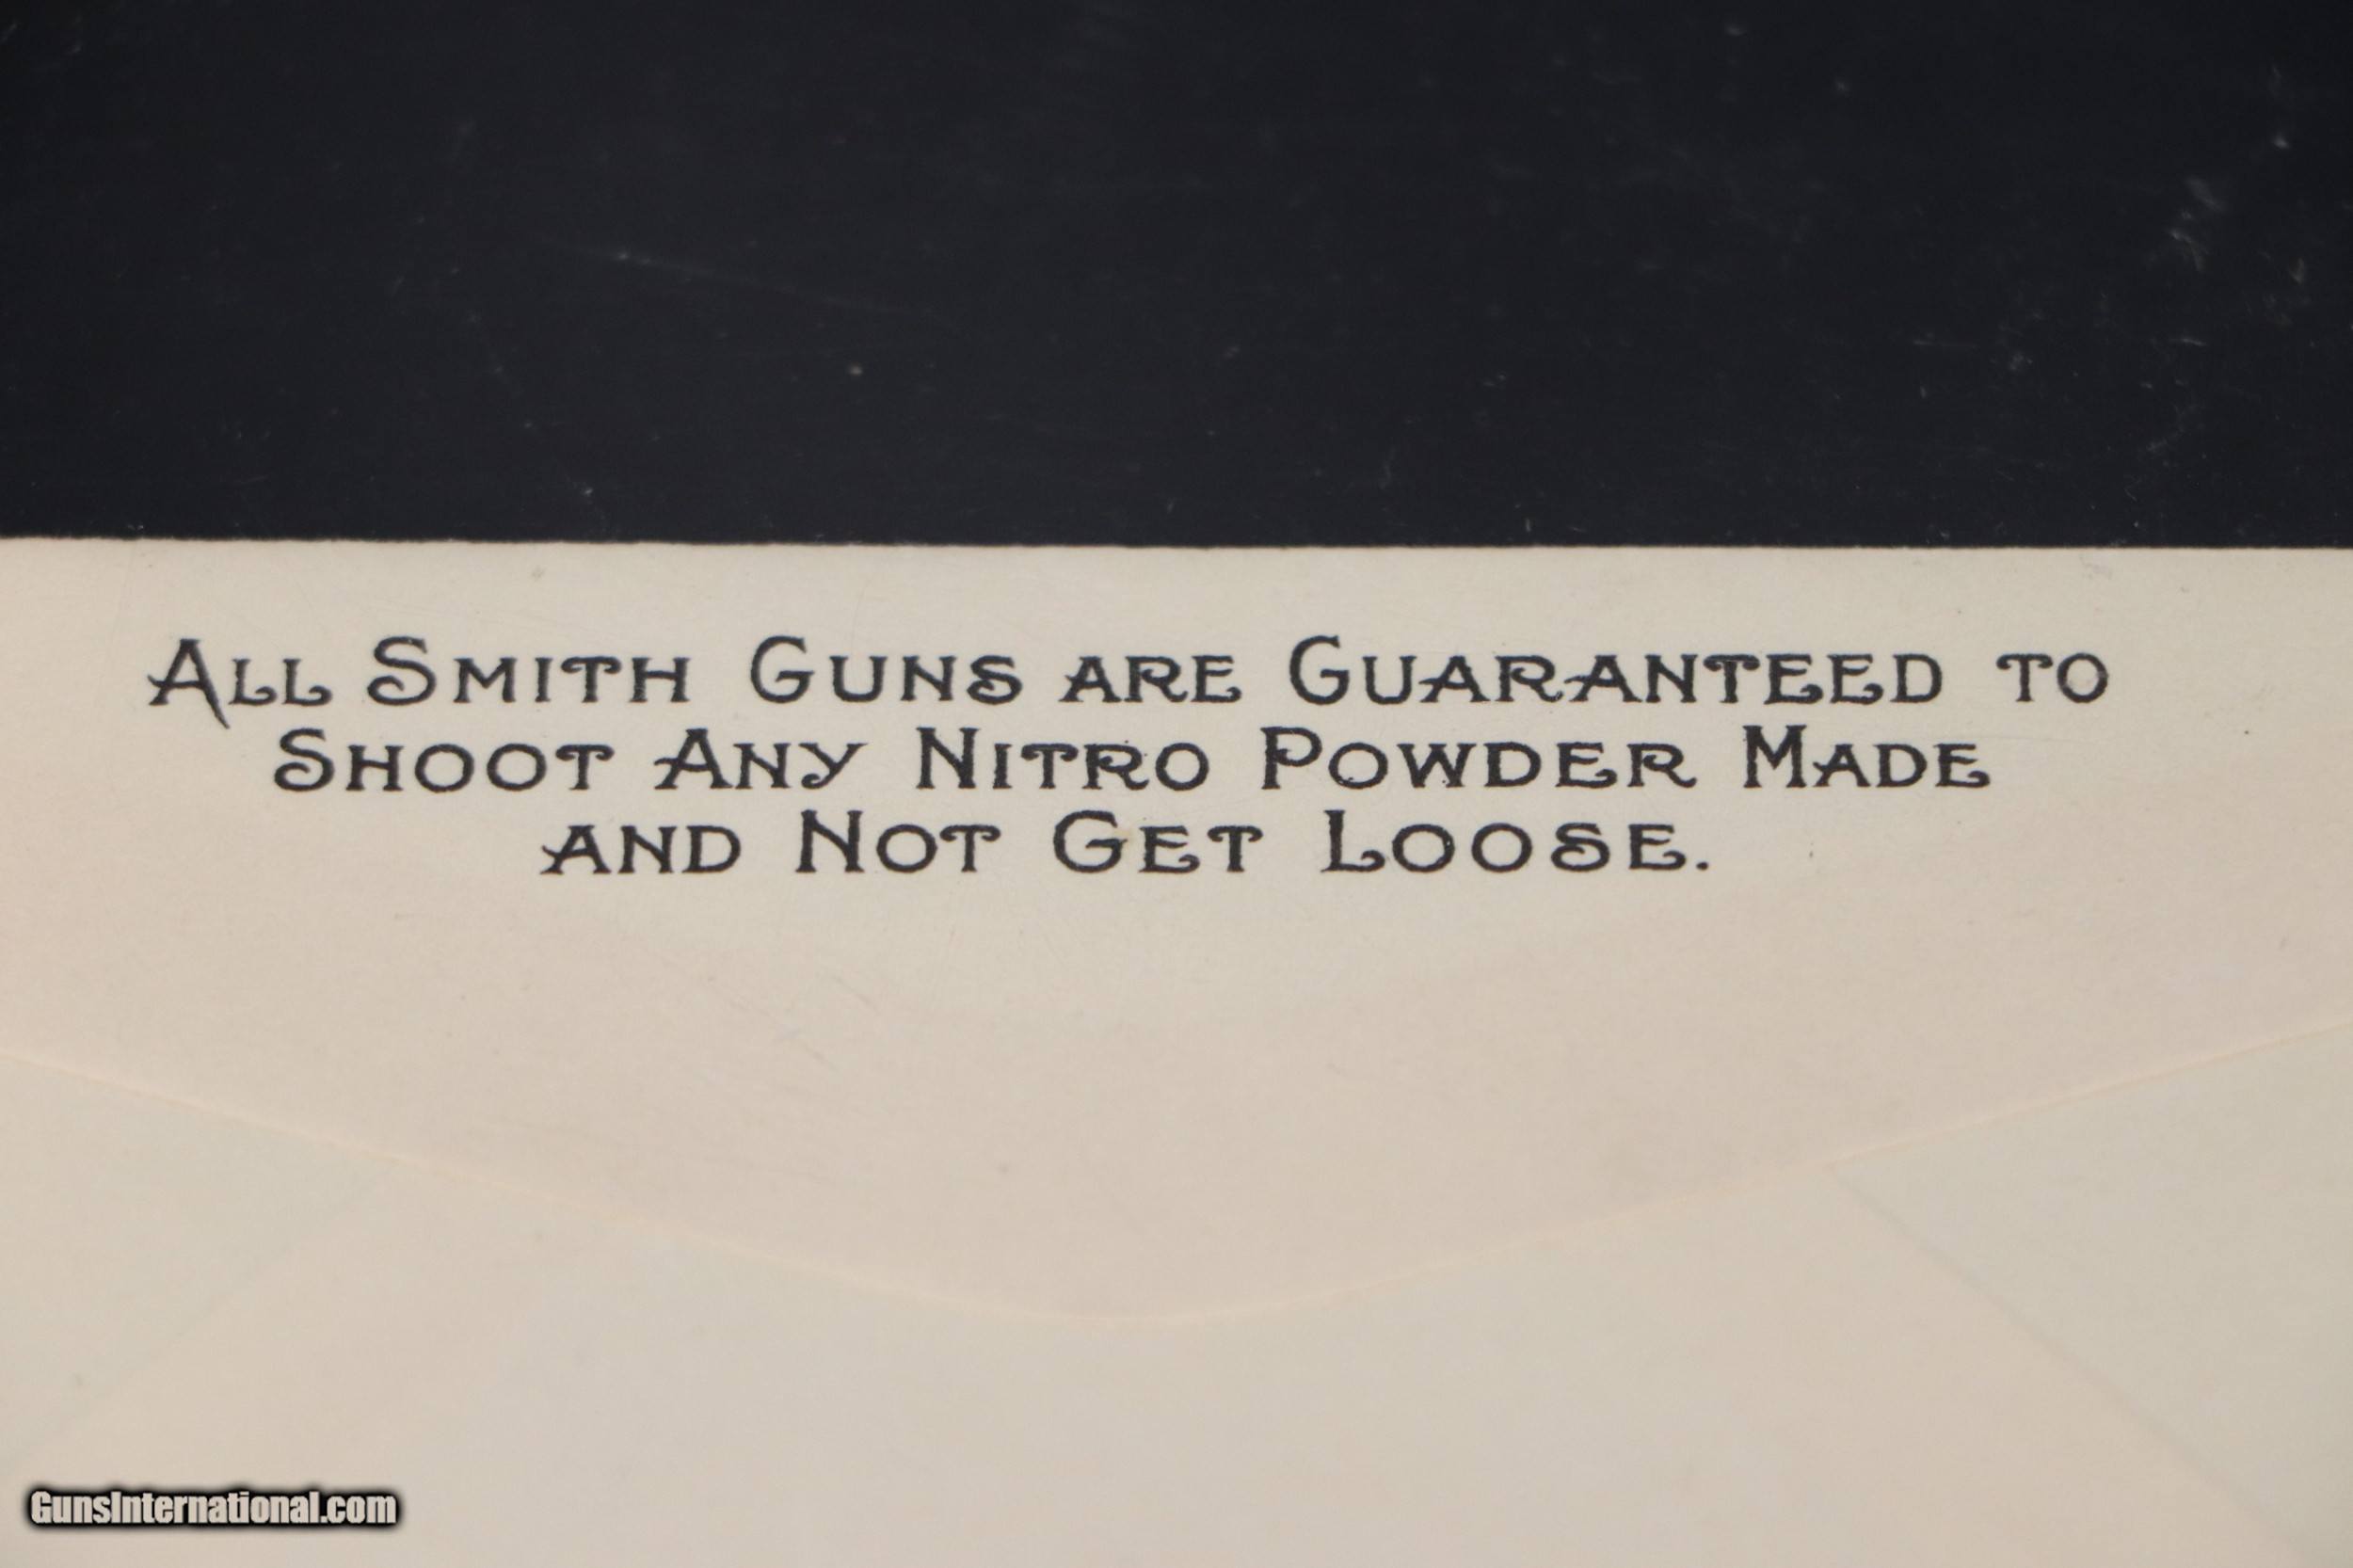 All Smith Guns are Guaranteed to
Shoot Any Nitro Powder Made
and Not Get Loose.
GunsInternational.com